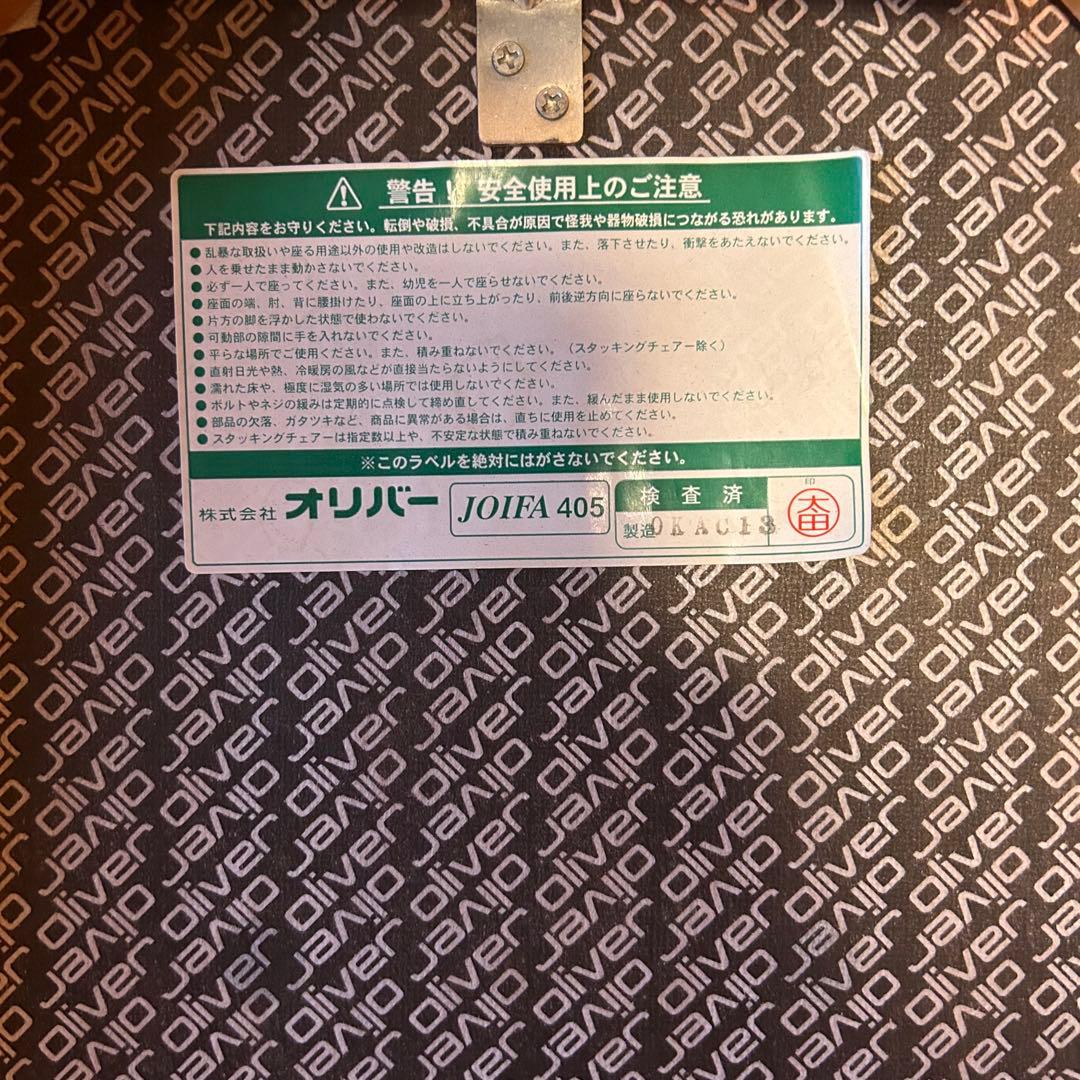 警告!! 安全使用上のご注意
下記内容をお守りください。転倒や破損、不具合が原因で怪我や器物破損につながる恐れがあります。
●乱暴な取扱いや座る用途以外の使用や改造はしないでください。また、落下させたり、衝撃をあたえないでください。
●人を乗せたまま動かさないでください。
●必ず一人で座ってください。また、幼児を一人で座らせないでください。
●座面の端、肘、背に腰掛けたり、座面の上に立ち上がったり、前後逆方向に座らないでください。
●片方の脚を浮かした状態で使わないでください。
●可動部の隙間に手を入れないでください。
●平らな場所でご使用ください。また、積み重ねないでください。（スタッキングチェアー除く）
●直射日光や熱、冷暖房の風などが直接当たらないようにしてください。
●濡れた床や、極度に湿気の多い場所では使用しないでください。
●ボルトやネジの緩みは定期的に点検して締め直してください。また、緩んだまま使用しないでください。
●部品の欠落、ガタツキなど、商品に異常がある場合は、直ちに使用を止めてください。
●スタッキングチェアーは指定数以上や、不安定な状態で積み重ねないでください。
※このラベルを絶対にはがさないでください。
株式会社 オリバー JOIFA 405
検査済 印
製造 OKAC13 太田
oliver